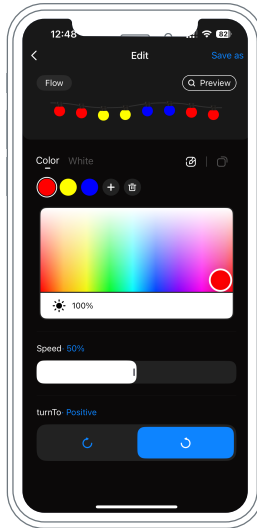 12:48 82
Edit Save as
Flow Preview
Color White
100%
Speed· 50%
turnTo· Positive